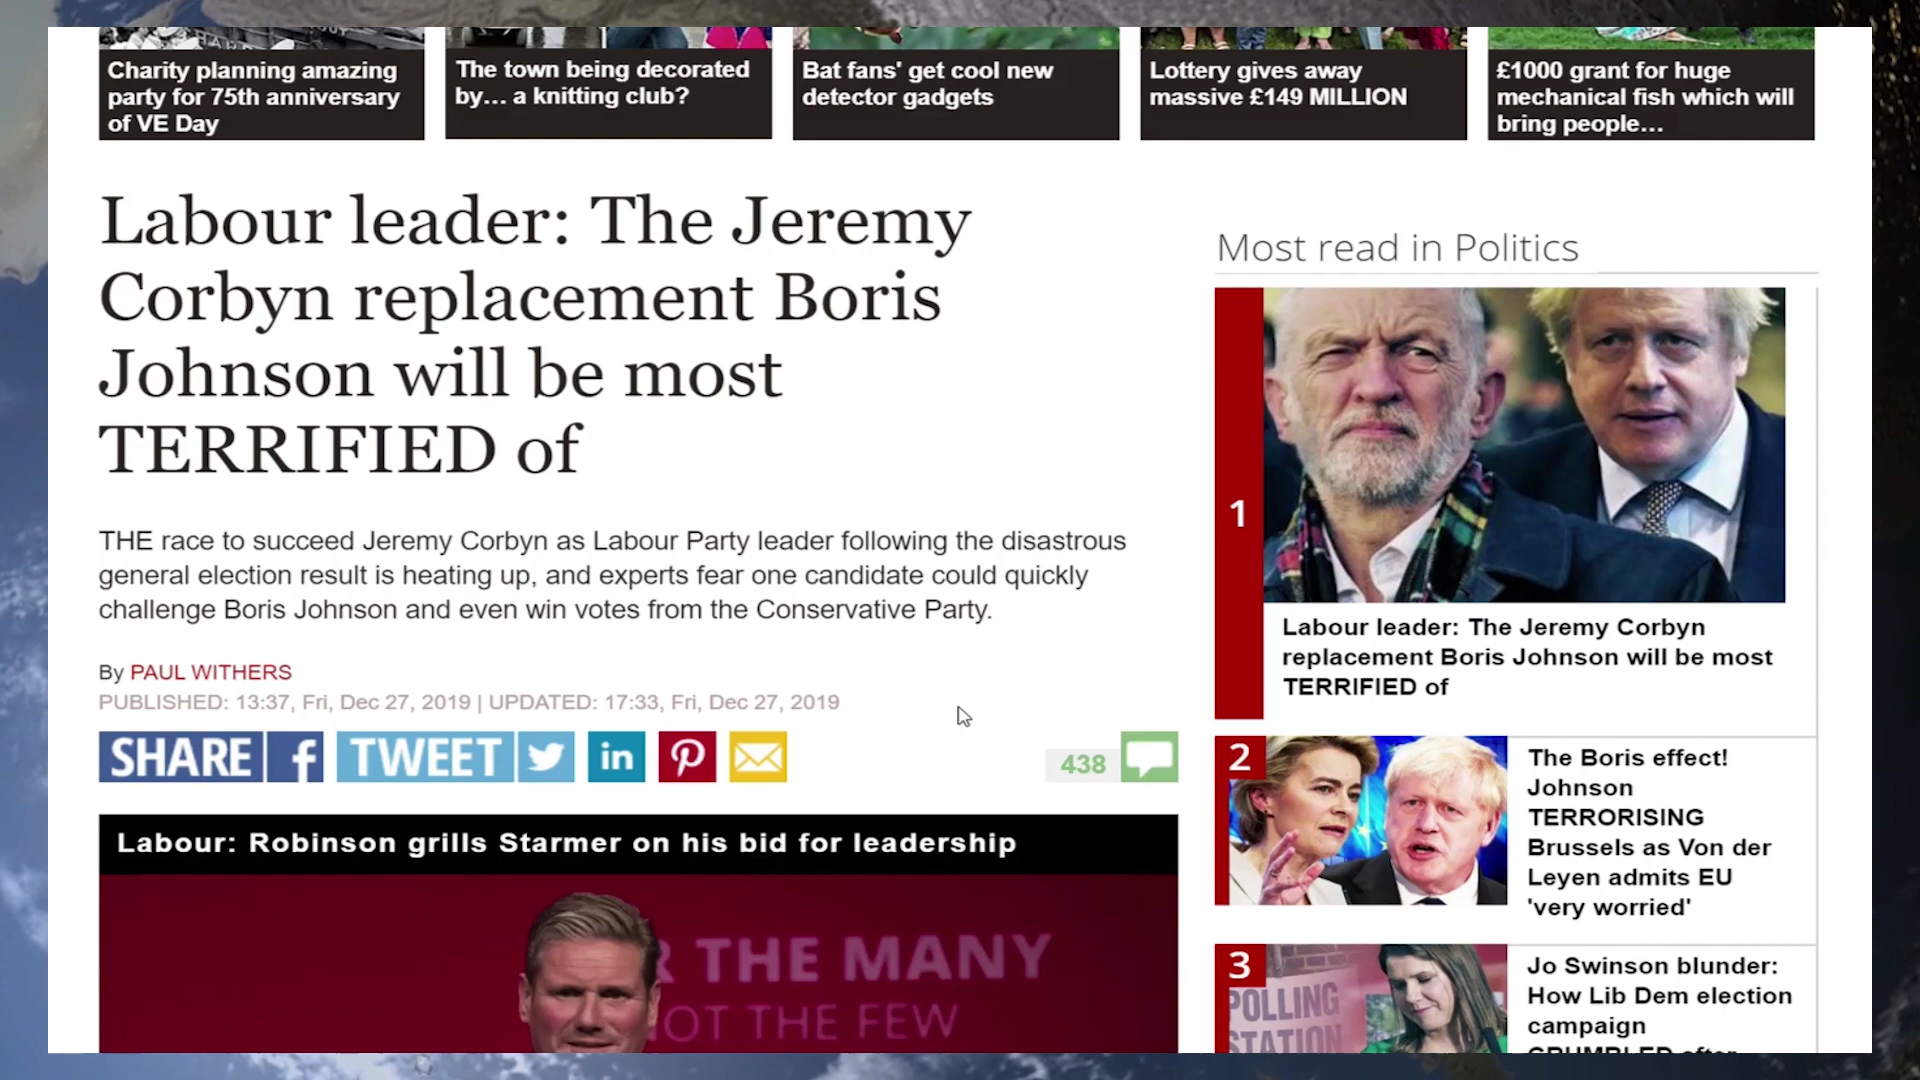 Charity planning amazing
party for 75th anniversary
of VE Day
The town being decorated
by… a knitting club?
Bat fans' get cool new
detector gadgets
Lottery gives away
massive £149 MILLION
£1000 grant for huge
mechanical fish which will
bring people…
Labour leader: The Jeremy
Corbyn replacement Boris
Johnson will be most
TERRIFIED of
THE race to succeed Jeremy Corbyn as Labour Party leader following the disastrous
general election result is heating up, and experts fear one candidate could quickly
challenge Boris Johnson and even win votes from the Conservative Party.
By PAUL WITHERS
PUBLISHED: 13:37, Fri, Dec 27, 2019 | UPDATED: 17:33, Fri, Dec 27, 2019
SHARE f TWEET in
438
Labour: Robinson grills Starmer on his bid for leadership
R THE MANY
OT THE FEW
Most read in Politics
1
Labour leader: The Jeremy Corbyn
replacement Boris Johnson will be most
TERRIFIED of
2
The Boris effect!
Johnson
TERRORISING
Brussels as Von der
Leyen admits EU
'very worried'
3
POLLING
STATION
Jo Swinson blunder:
How Lib Dem election
campaign
CRUMBLED after